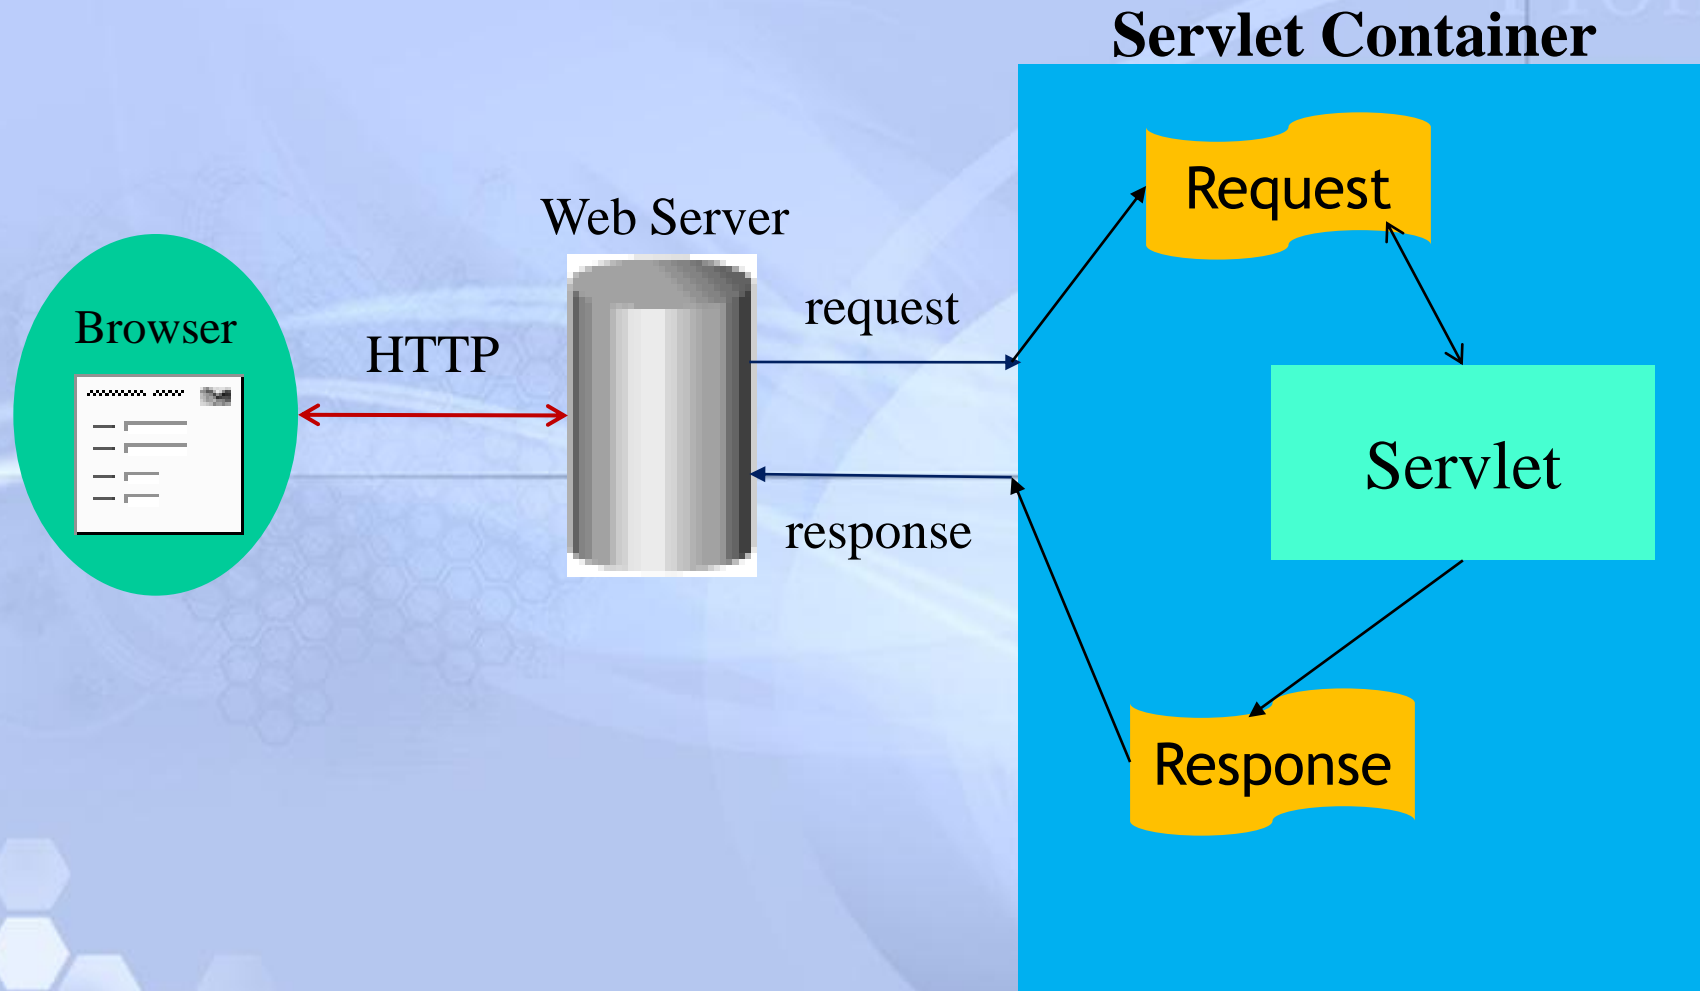 Servlet Container
Request
Web Server
request
Browser
HTTP
Servlet
response
Response